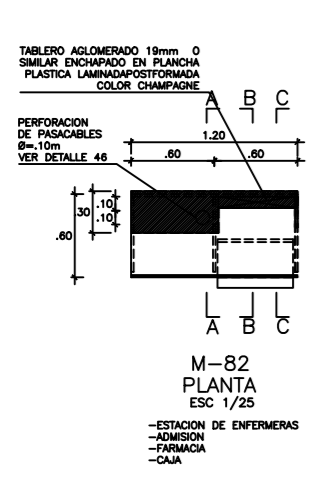 TABLERO AGLOMERADO 19mm O
SIMILAR ENCHAPADO EN PLANCHA
PLASTICA LAMINADAPOSTFORMADA
COLOR CHAMPAGNE
A B C
PERFORACION
DE PASACABLES
Ø=.10m
VER DETALLE 46
1.20
.60 .60
.10
.30
.10
.60
A B C
M-82
PLANTA
ESC 1/25
-ESTACION DE ENFERMERAS
-ADMISION
-FARMACIA
-CAJA